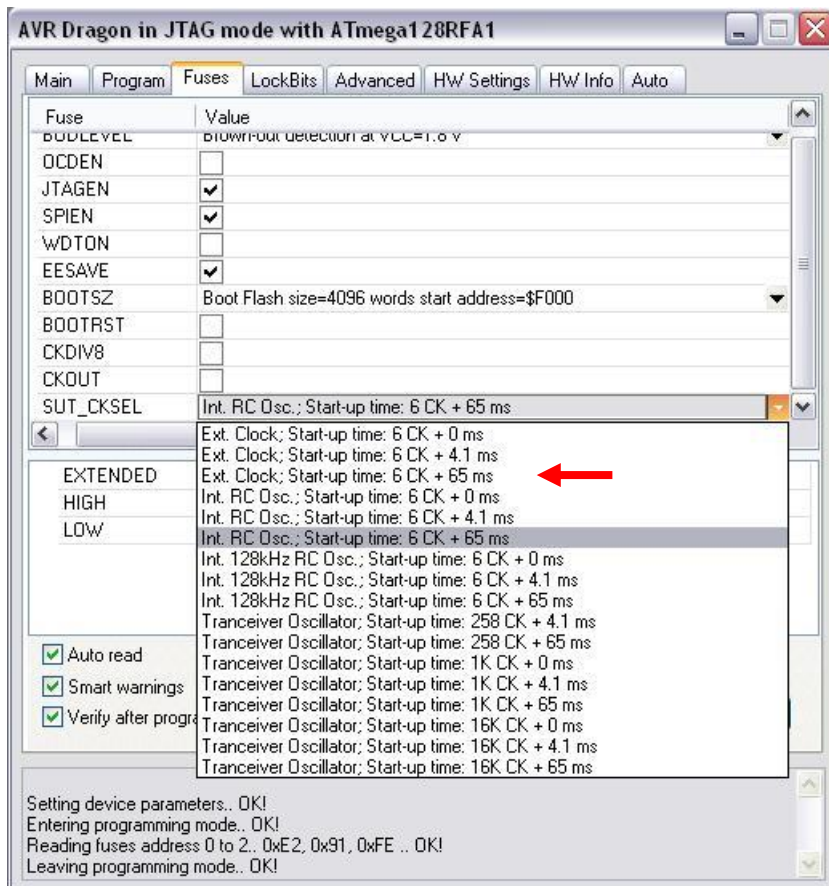 AVR Dragon in JTAG mode with ATmega128RFA1
Main Program Fuses LockBits Advanced HW Settings HW Info Auto
Fuse Value
BODLEVEL Brown-out detection at VCC=1.8 V
OCDEN
JTAGEN
SPIEN
WDTON
EESAVE
BOOTSZ Boot Flash size=4096 words start address=$F000
BOOTRST
CKDIV8
CKOUT
SUT_CKSEL Int. RC Osc.; Start-up time: 6 CK + 65 ms
Ext. Clock; Start-up time: 6 CK + 0 ms
Ext. Clock; Start-up time: 6 CK + 4.1 ms
Ext. Clock; Start-up time: 6 CK + 65 ms
Int. RC Osc.; Start-up time: 6 CK + 0 ms
Int. RC Osc.; Start-up time: 6 CK + 4.1 ms
Int. RC Osc.; Start-up time: 6 CK + 65 ms
Int. 128kHz RC Osc.; Start-up time: 6 CK + 0 ms
Int. 128kHz RC Osc.; Start-up time: 6 CK + 4.1 ms
Int. 128kHz RC Osc.; Start-up time: 6 CK + 65 ms
Tranceiver Oscillator; Start-up time: 258 CK + 4.1 ms
Tranceiver Oscillator; Start-up time: 258 CK + 65 ms
Tranceiver Oscillator; Start-up time: 1K CK + 0 ms
Tranceiver Oscillator; Start-up time: 1K CK + 4.1 ms
Tranceiver Oscillator; Start-up time: 1K CK + 65 ms
Tranceiver Oscillator; Start-up time: 16K CK + 0 ms
Tranceiver Oscillator; Start-up time: 16K CK + 4.1 ms
Tranceiver Oscillator; Start-up time: 16K CK + 65 ms
EXTENDED
HIGH
LOW
Auto read
Smart warnings
Verify after progra
Setting device parameters.. OK!
Entering programming mode.. OK!
Reading fuses address 0 to 2.. 0xE2, 0x91, 0xFE .. OK!
Leaving programming mode.. OK!